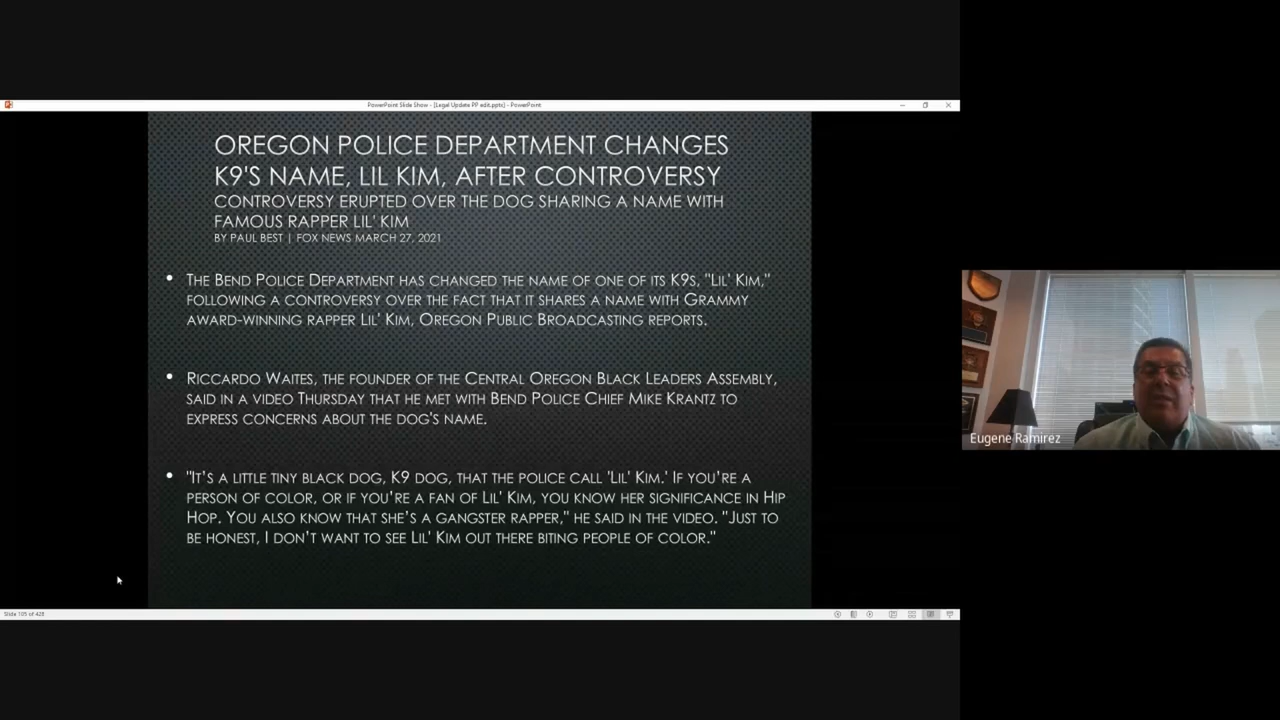 PowerPoint Slide Show - [Legal Update PP edit.pptx] - PowerPoint
OREGON POLICE DEPARTMENT CHANGES
K9'S NAME, LIL KIM, AFTER CONTROVERSY
CONTROVERSY ERUPTED OVER THE DOG SHARING A NAME WITH
FAMOUS RAPPER LIL' KIM
BY PAUL BEST | FOX NEWS MARCH 27, 2021
• THE BEND POLICE DEPARTMENT HAS CHANGED THE NAME OF ONE OF ITS K9S, "LIL' KIM,"
FOLLOWING A CONTROVERSY OVER THE FACT THAT IT SHARES A NAME WITH GRAMMY
AWARD-WINNING RAPPER LIL' KIM, OREGON PUBLIC BROADCASTING REPORTS.
• RICCARDO WAITES, THE FOUNDER OF THE CENTRAL OREGON BLACK LEADERS ASSEMBLY,
SAID IN A VIDEO THURSDAY THAT HE MET WITH BEND POLICE CHIEF MIKE KRANTZ TO
EXPRESS CONCERNS ABOUT THE DOG'S NAME.
• "IT'S A LITTLE TINY BLACK DOG, K9 DOG, THAT THE POLICE CALL 'LIL' KIM.' IF YOU'RE A
PERSON OF COLOR, OR IF YOU'RE A FAN OF LIL' KIM, YOU KNOW HER SIGNIFICANCE IN HIP
HOP. YOU ALSO KNOW THAT SHE'S A GANGSTER RAPPER," HE SAID IN THE VIDEO. "JUST TO
BE HONEST, I DON'T WANT TO SEE LIL' KIM OUT THERE BITING PEOPLE OF COLOR."
Eugene Ramirez